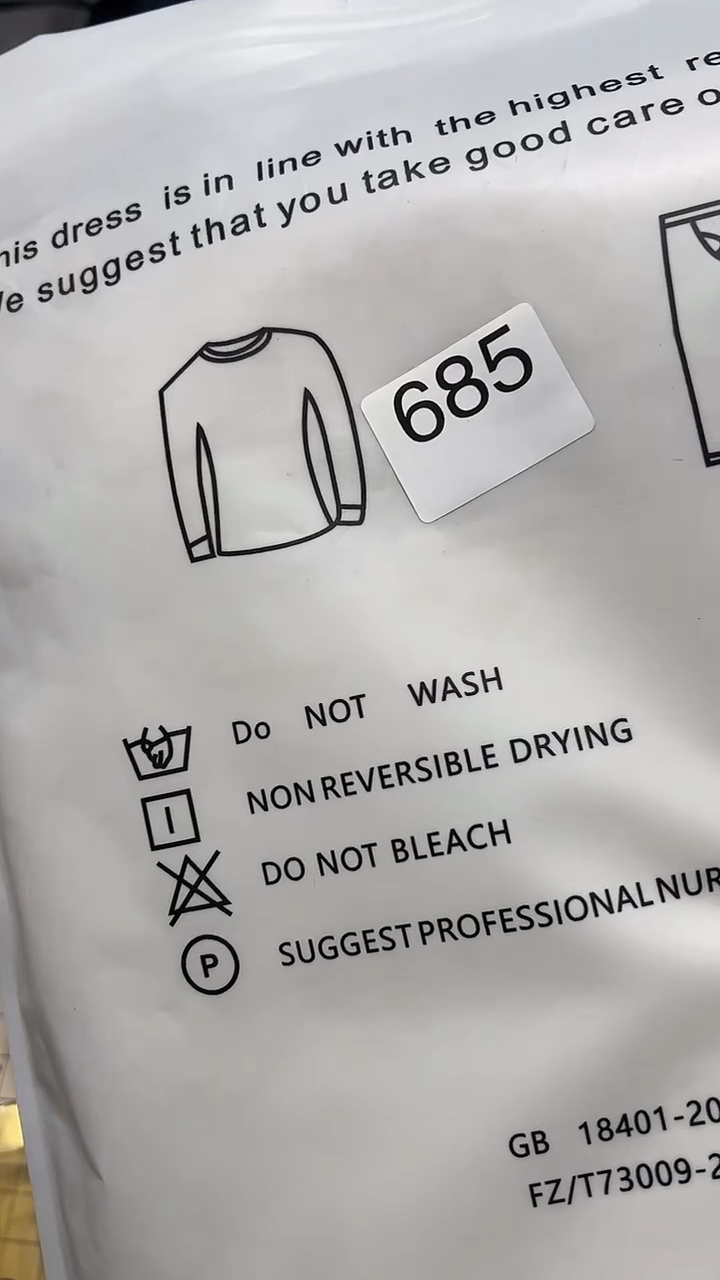 his dress is in line with the highest re
e suggest that you take good care o
685
Do NOT WASH
NON REVERSIBLE DRYING
DO NOT BLEACH
P SUGGEST PROFESSIONAL NUR
GB 18401-20
FZ/T73009-2